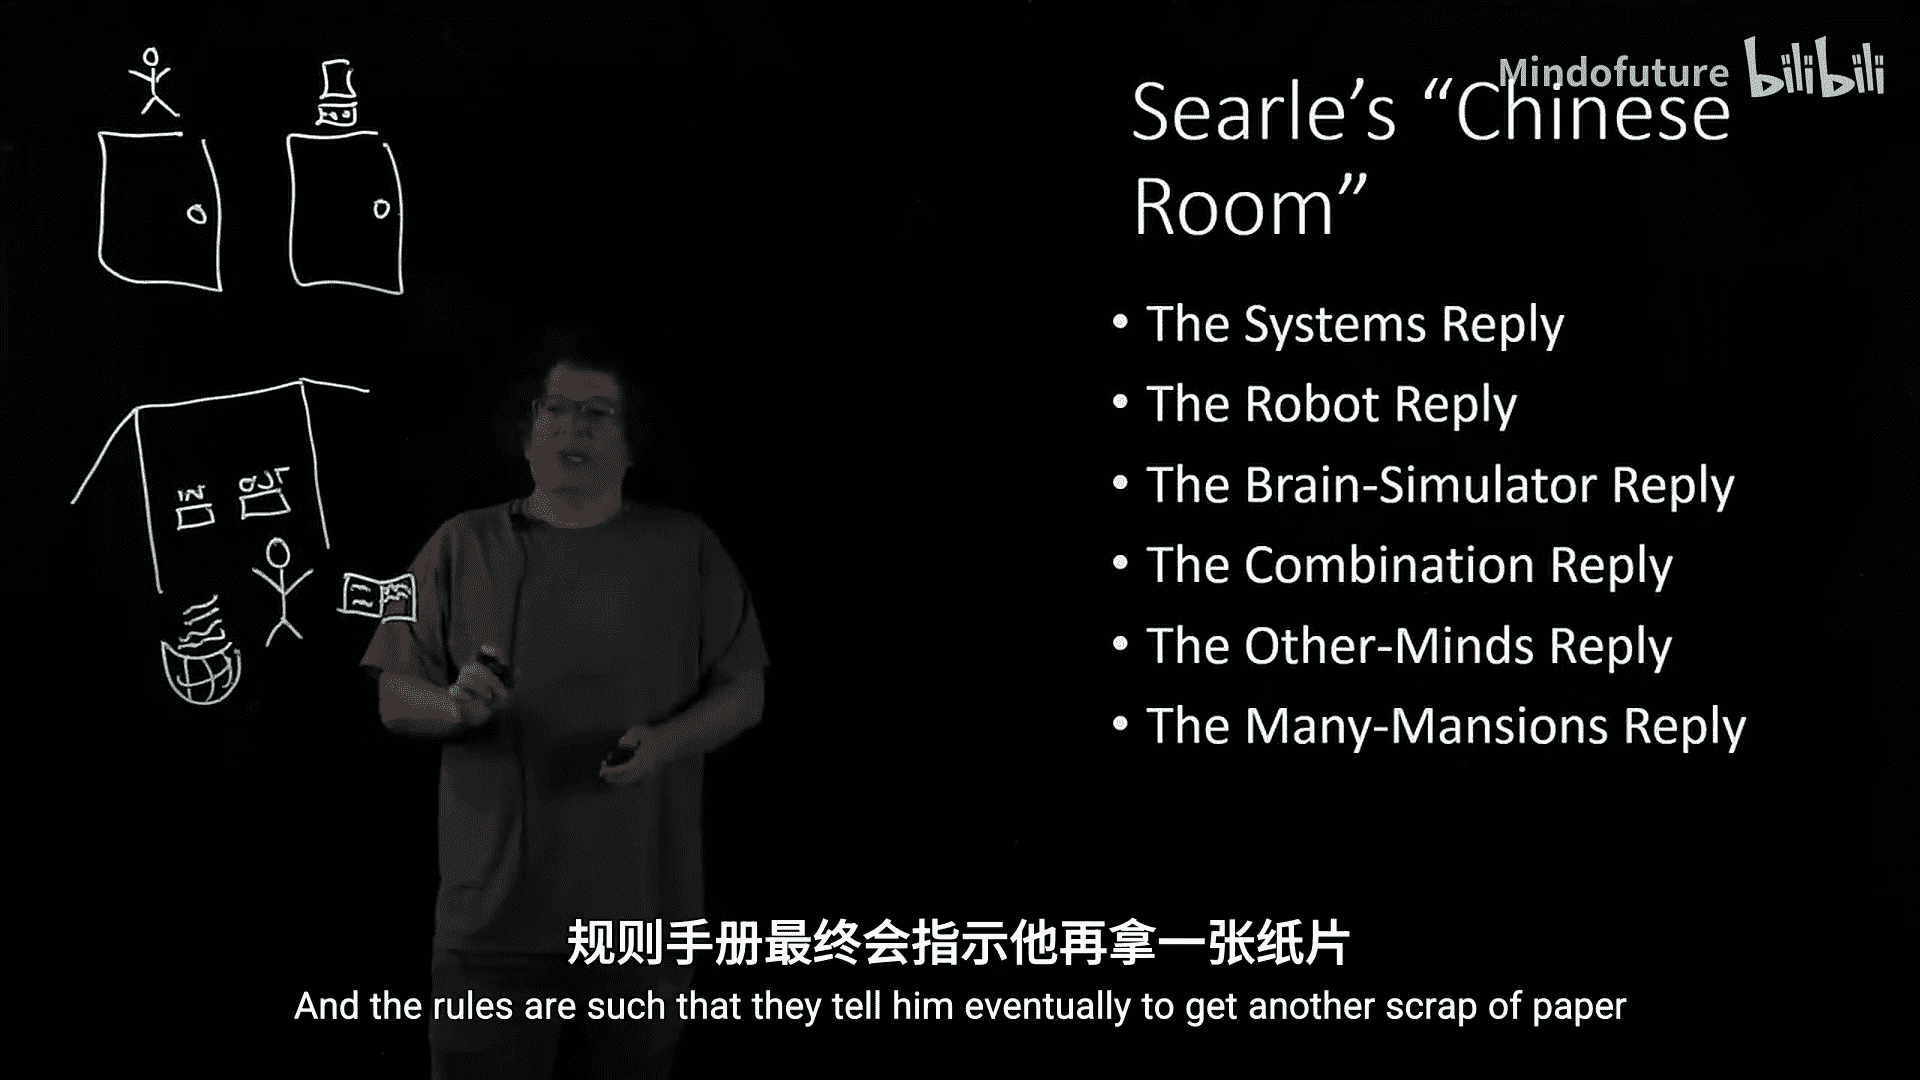 Mindofuture bilibili
Searle’s “Chinese
Room”
• The Systems Reply
• The Robot Reply
• The Brain-Simulator Reply
• The Combination Reply
• The Other-Minds Reply
• The Many-Mansions Reply
IN OUT
规则手册最终会指示他再拿一张纸片
And the rules are such that they tell him eventually to get another scrap of paper